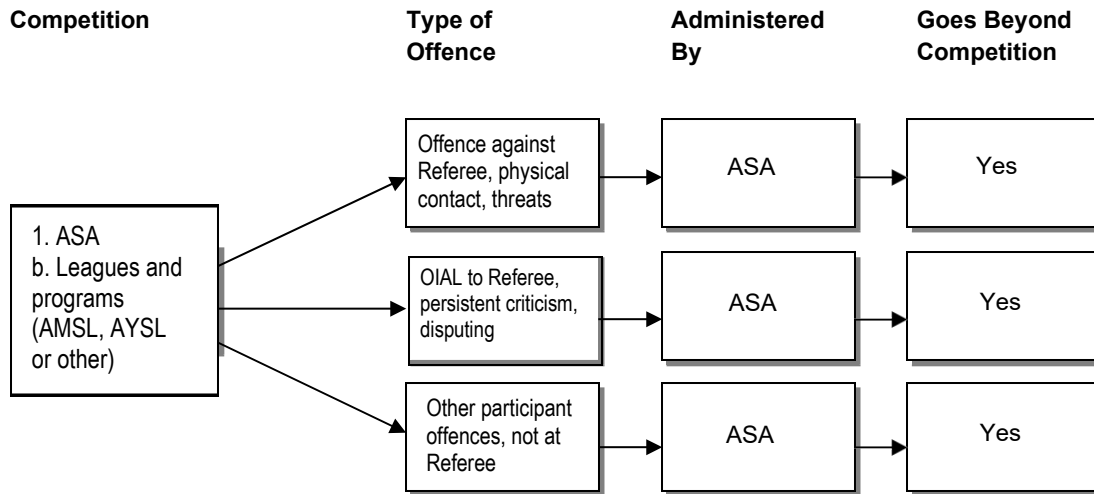 Competition
Type of
Offence
Administered
By
Goes Beyond
Competition
1. ASA
b. Leagues and
programs
(AMSL, AYSL
or other)
Offence against
Referee, physical
contact, threats
ASA
Yes
OIAL to Referee,
persistent criticism,
disputing
ASA
Yes
Other participant
offences, not at
Referee
ASA
Yes